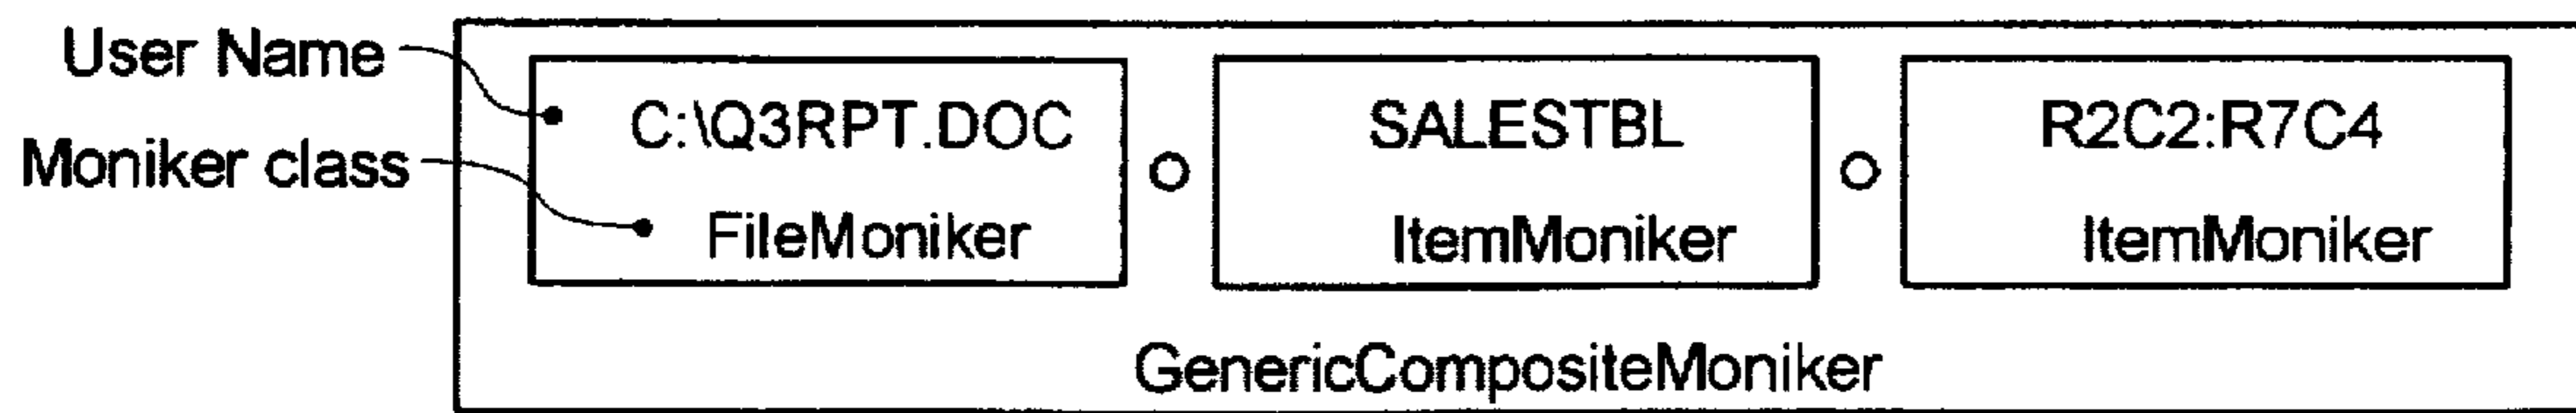 User Name
Moniker class
C:\Q3RPT.DOC
FileMoniker
SALESTBL
ItemMoniker
R2C2:R7C4
ItemMoniker
GenericCompositeMoniker